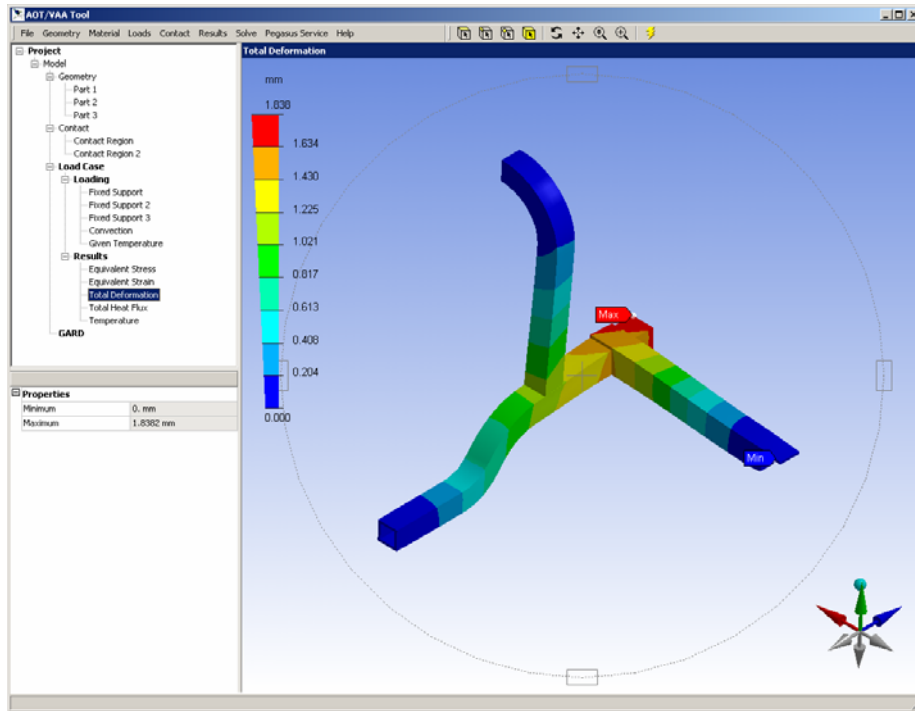 AOT/VAA Tool
File Geometry Material Loads Contact Results Solve Pegasus Service Help
Project
Model
Geometry
Part 1
Part 2
Part 3
Contact
Contact Region
Contact Region 2
Load Case
Loading
Fixed Support
Fixed Support 2
Fixed Support 3
Convection
Given Temperature
Results
Equivalent Stress
Equivalent Strain
Total Deformation
Total Heat Flux
Temperature
GARD
Properties
Minimum 0. mm
Maximum 1.8382 mm
Total Deformation
mm
1.838
1.634
1.430
1.225
1.021
0.817
0.613
0.408
0.204
0.000
Max
Min